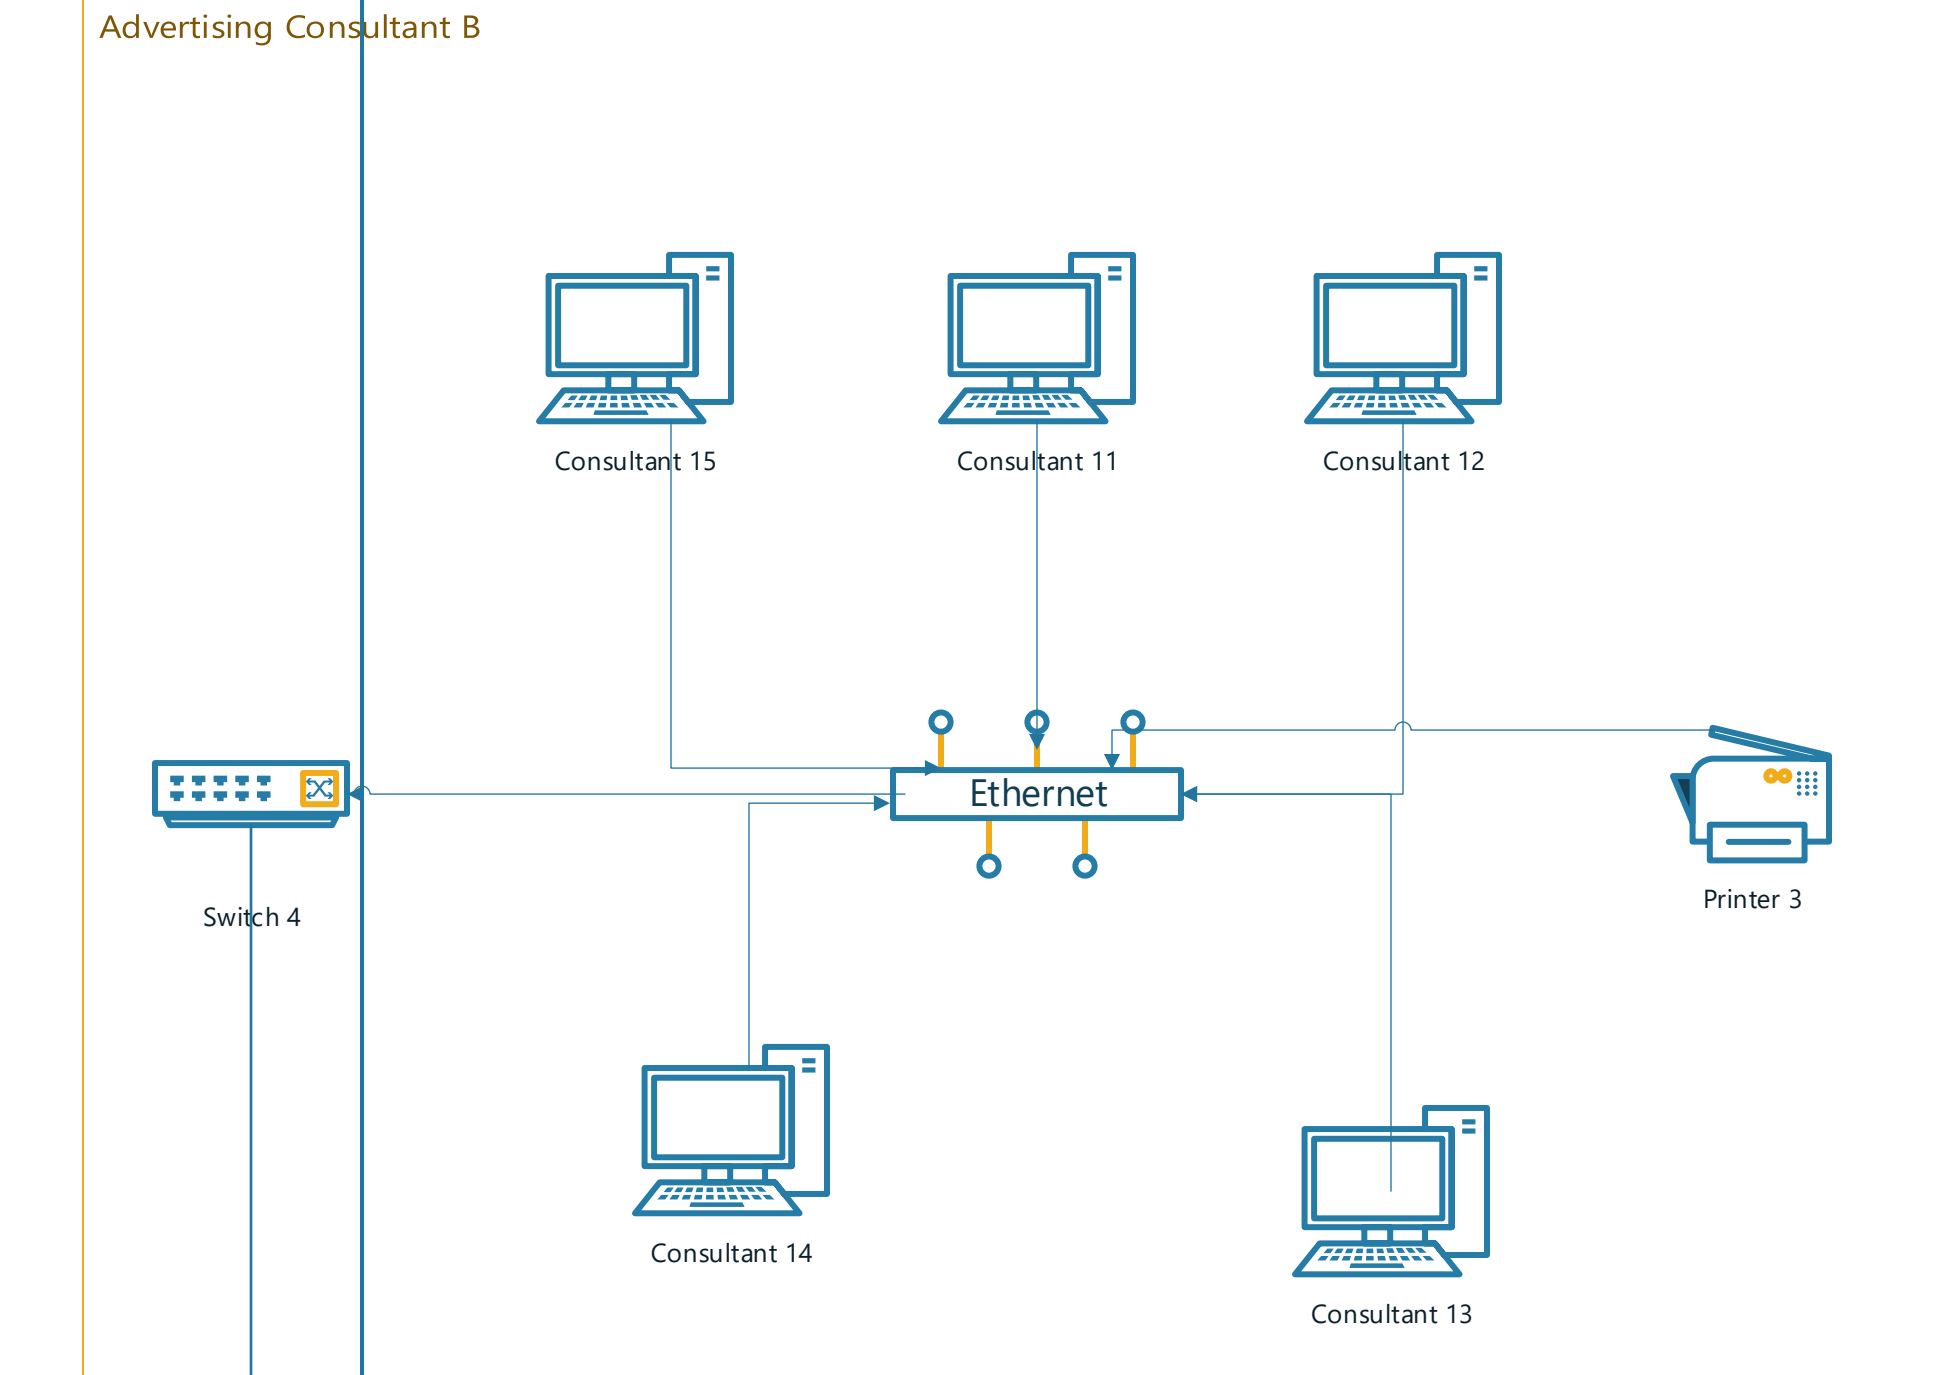 Advertising Consultant B
Consultant 15
Consultant 11
Consultant 12
Ethernet
Switch 4
Printer 3
Consultant 14
Consultant 13